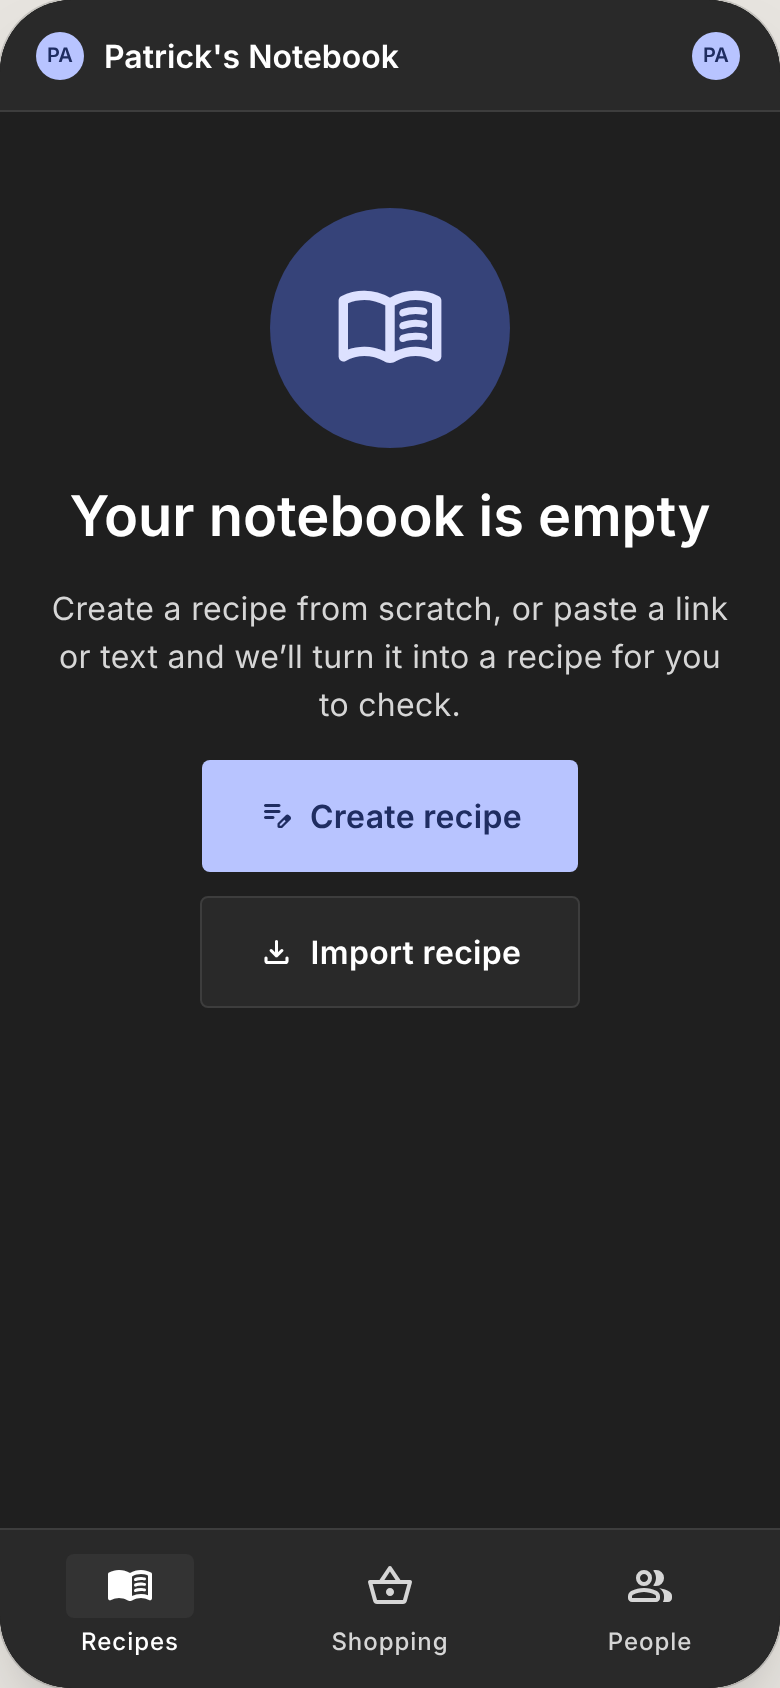 PA
Patrick's Notebook
PA
Your notebook is empty
Create a recipe from scratch, or paste a link
or text and we’ll turn it into a recipe for you
to check.
Create recipe
Import recipe
Recipes
Shopping
People